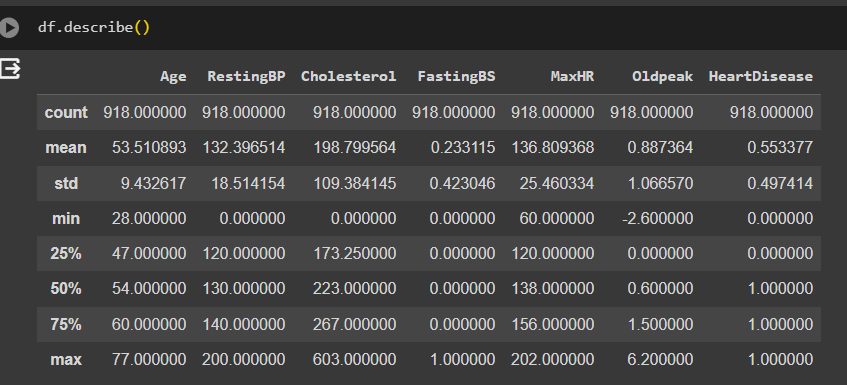 df.describe()
Age RestingBP Cholesterol FastingBS MaxHR Oldpeak HeartDisease
count 918.000000 918.000000 918.000000 918.000000 918.000000 918.000000 918.000000
mean 53.510893 132.396514 198.799564 0.233115 136.809368 0.887364 0.553377
std 9.432617 18.514154 109.384145 0.423046 25.460334 1.066570 0.497414
min 28.000000 0.000000 0.000000 0.000000 60.000000 -2.600000 0.000000
25% 47.000000 120.000000 173.250000 0.000000 120.000000 0.000000 0.000000
50% 54.000000 130.000000 223.000000 0.000000 138.000000 0.600000 1.000000
75% 60.000000 140.000000 267.000000 0.000000 156.000000 1.500000 1.000000
max 77.000000 200.000000 603.000000 1.000000 202.000000 6.200000 1.000000